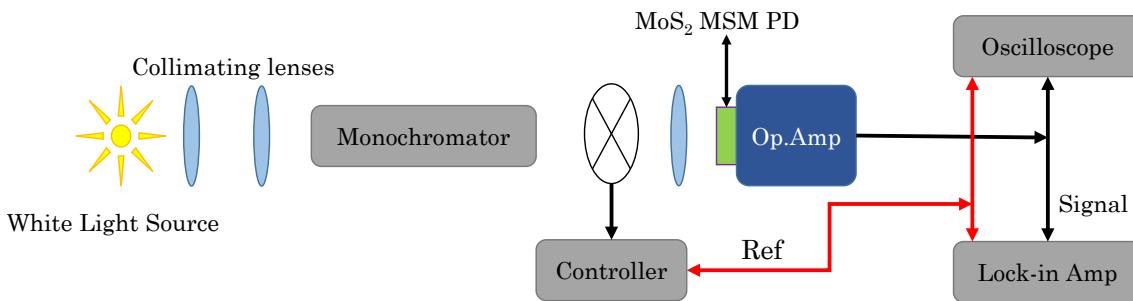 MoS₂ MSM PD
Oscilloscope
Collimating lenses
Monochromator
Op.Amp
White Light Source
Signal
Ref
Controller
Lock-in Amp